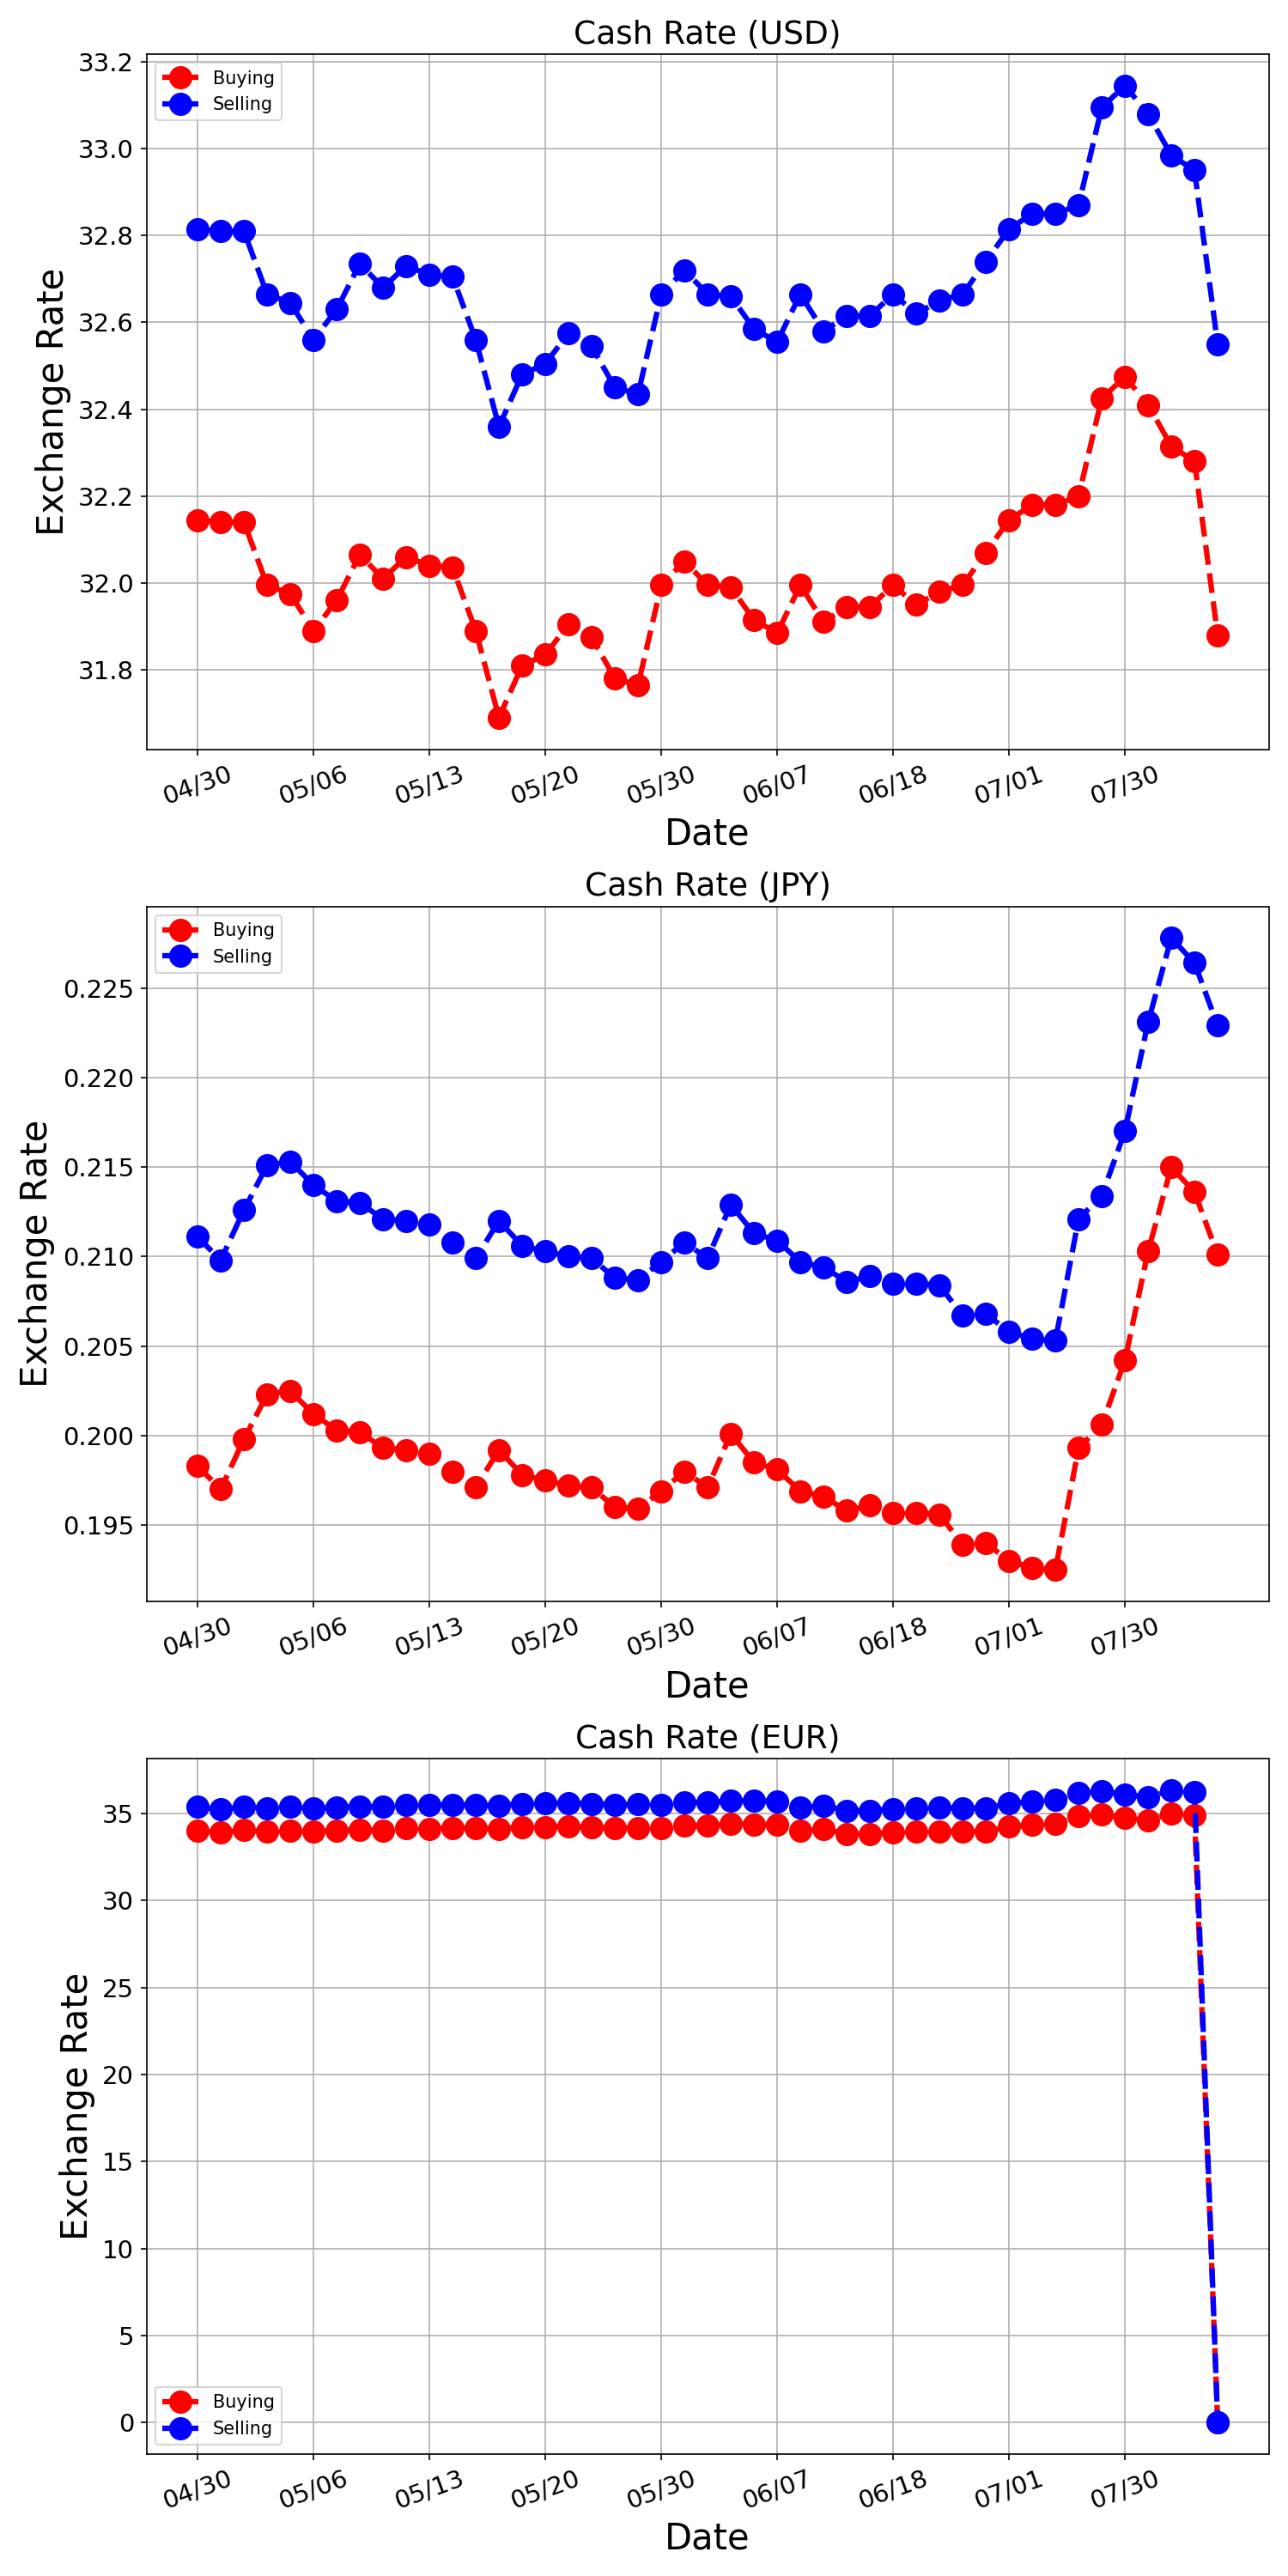 Cash Rate (USD)
Buying
Selling
33.2
33.0
32.8
32.6
32.4
32.2
32.0
31.8
Exchange Rate
04/30 05/06 05/13 05/20 05/30 06/07 06/18 07/01 07/30
Date
Cash Rate (JPY)
Buying
Selling
0.225
0.220
0.215
0.210
0.205
0.200
0.195
Exchange Rate
04/30 05/06 05/13 05/20 05/30 06/07 06/18 07/01 07/30
Date
Cash Rate (EUR)
35
30
25
20
15
10
5
0
Exchange Rate
Buying
Selling
04/30 05/06 05/13 05/20 05/30 06/07 06/18 07/01 07/30
Date